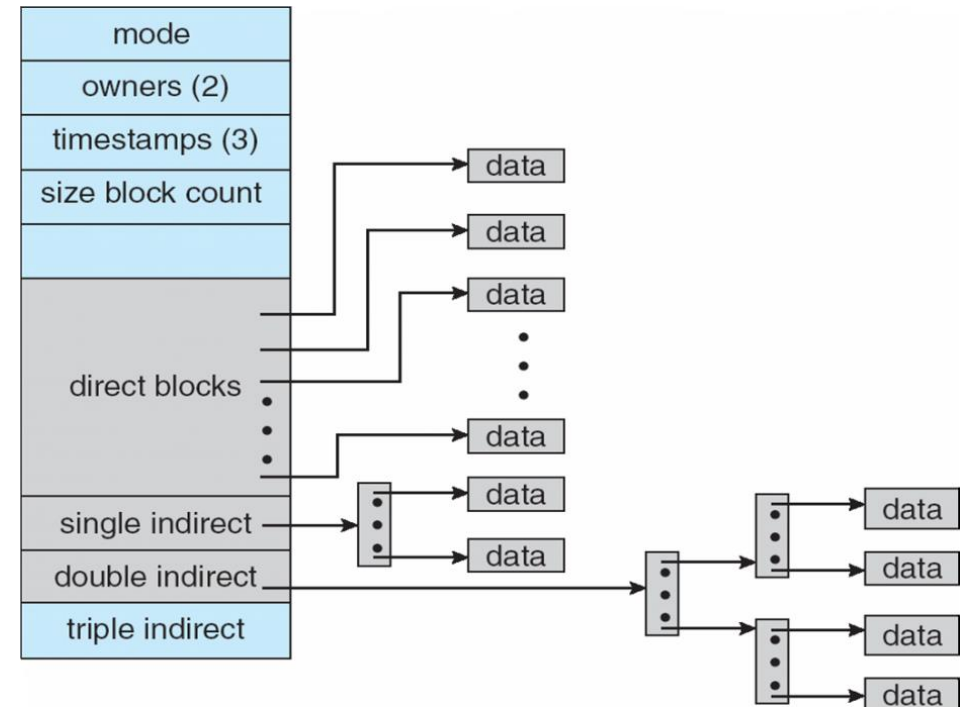 mode
owners (2)
timestamps (3)
size block count
direct blocks
single indirect
double indirect
triple indirect
data
data
data
data
data
data
data
data
data
data